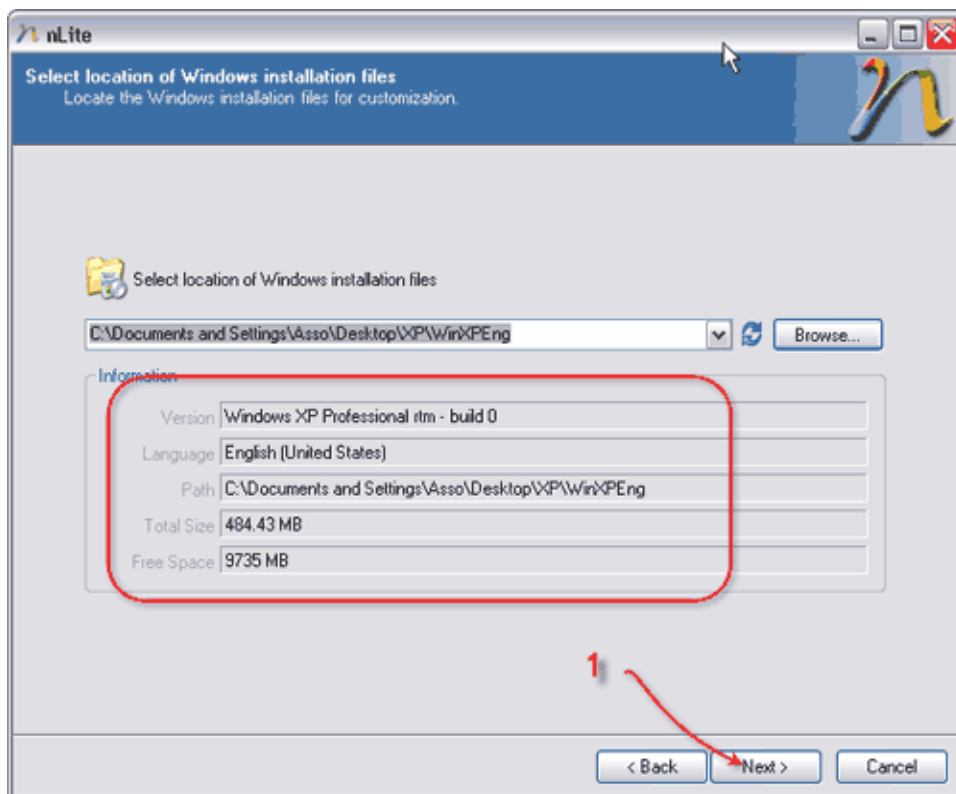 nLite
Select location of Windows installation files
Locate the Windows installation files for customization.
Select location of Windows installation files
C:\Documents and Settings\Asso\Desktop\XP\WinXPEng
Browse...
Information
Version Windows XP Professional rtm - build 0
Language English (United States)
Path C:\Documents and Settings\Asso\Desktop\XP\WinXPEng
Total Size 484.43 MB
Free Space 9735 MB
1
< Back Next > Cancel